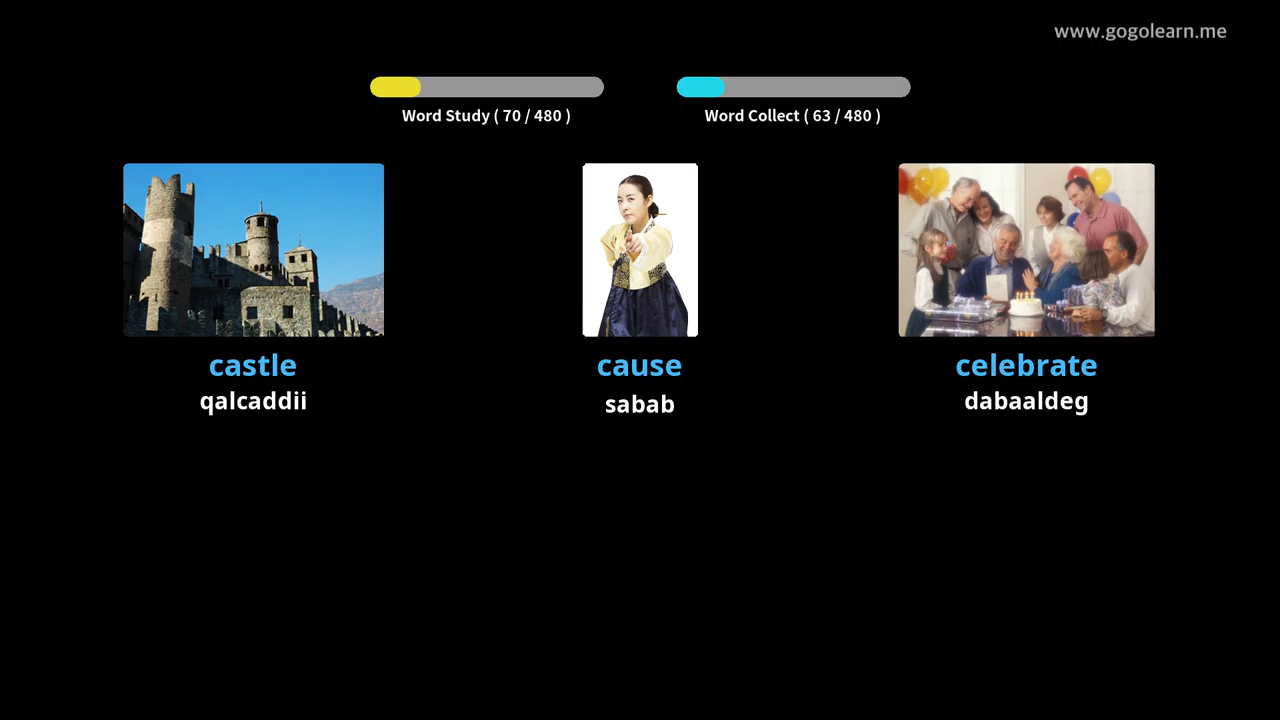 www.gogolearn.me
Word Study ( 70 / 480 )
Word Collect ( 63 / 480 )
castle
qalcaddii
cause
sabab
celebrate
dabaaldeg